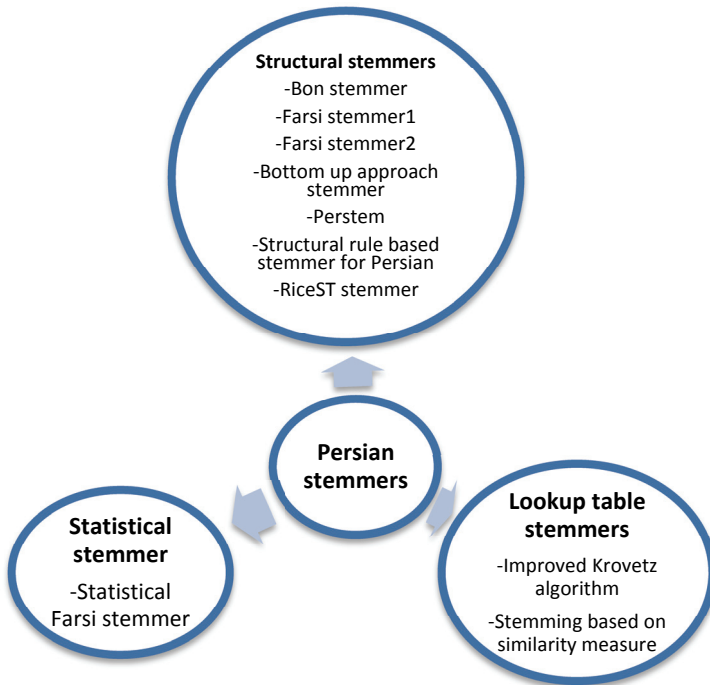 Structural stemmers
-Bon stemmer
-Farsi stemmer1
-Farsi stemmer2
-Bottom up approach
stemmer
-Perstem
-Structural rule based
stemmer for Persian
-RiceST stemmer
Persian
stemmers
Statistical
stemmer
-Statistical
Farsi stemmer
Lookup table
stemmers
-Improved Krovetz
algorithm
-Stemming based on
similarity measure